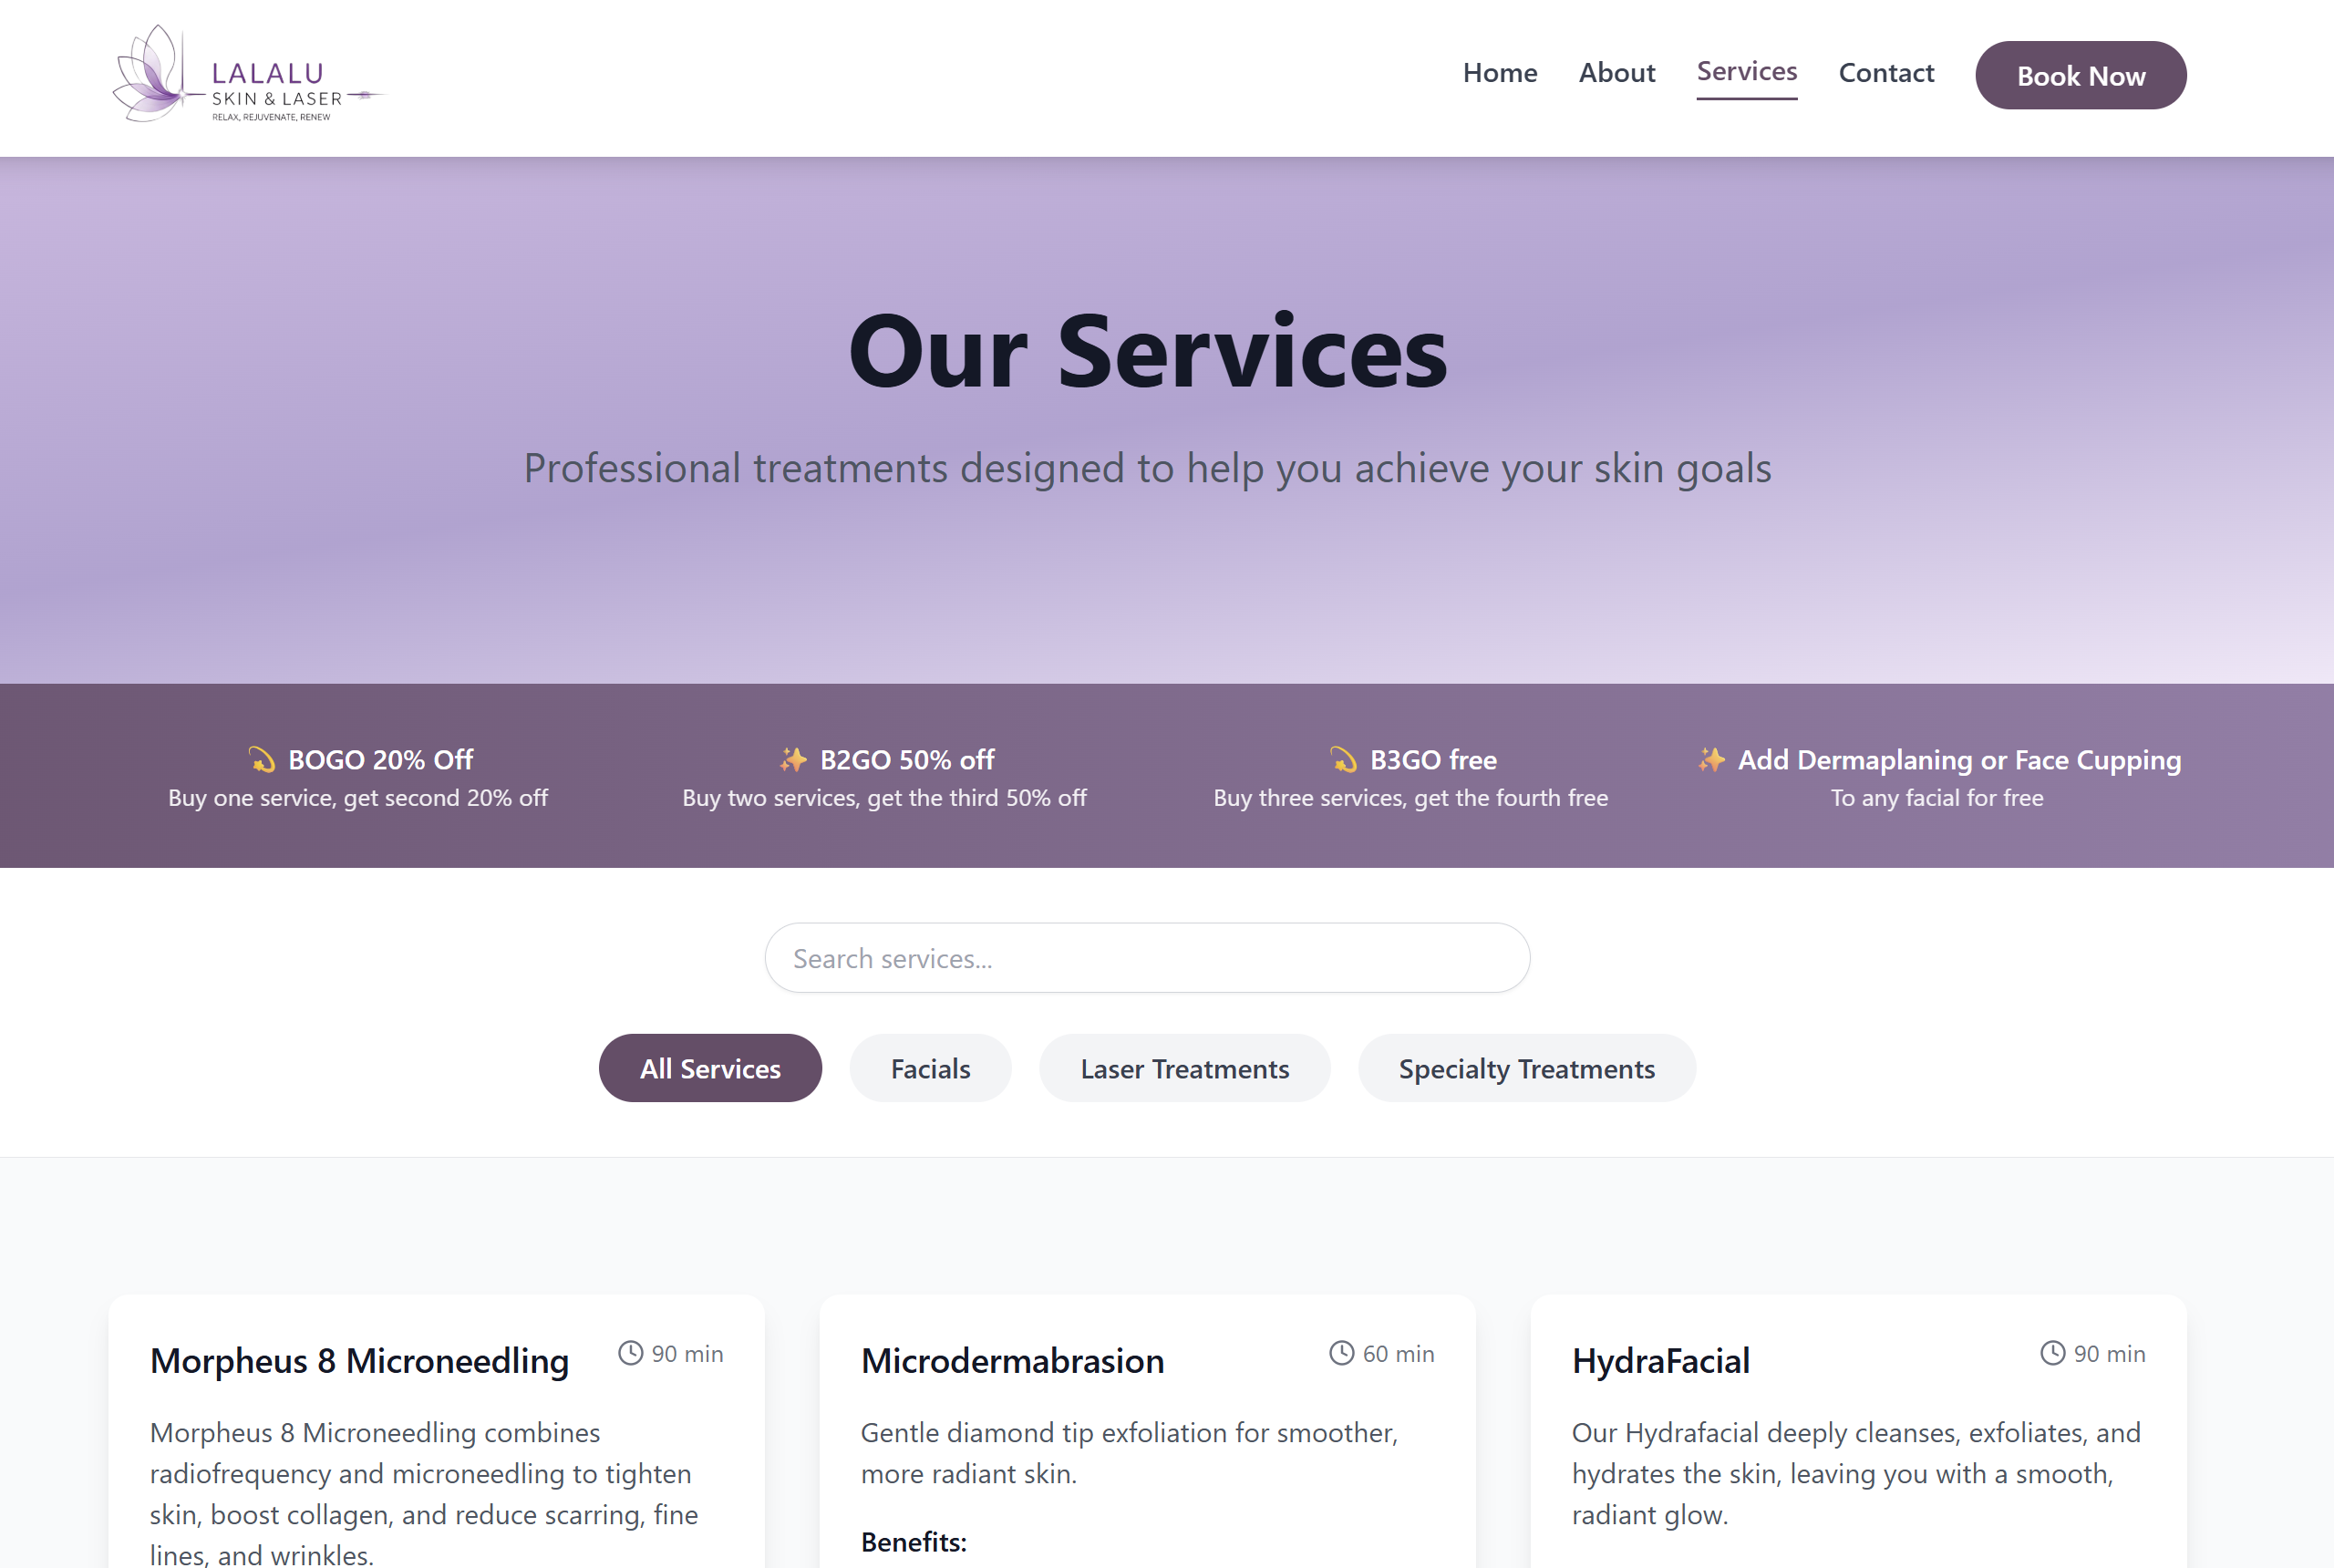 LALALU
SKIN & LASER
RELAX, REJUVENATE, RENEW
Home
About
Services
Contact
Book Now
Our Services
Professional treatments designed to help you achieve your skin goals
💫 BOGO 20% Off
Buy one service, get second 20% off
✨ B2GO 50% off
Buy two services, get the third 50% off
💫 B3GO free
Buy three services, get the fourth free
✨ Add Dermaplaning or Face Cupping
To any facial for free
Search services...
All Services
Facials
Laser Treatments
Specialty Treatments
Morpheus 8 Microneedling
90 min
Morpheus 8 Microneedling combines
radiofrequency and microneedling to tighten
skin, boost collagen, and reduce scarring, fine
lines, and wrinkles.
Microdermabrasion
60 min
Gentle diamond tip exfoliation for smoother,
more radiant skin.
Benefits:
HydraFacial
90 min
Our Hydrafacial deeply cleanses, exfoliates, and
hydrates the skin, leaving you with a smooth,
radiant glow.